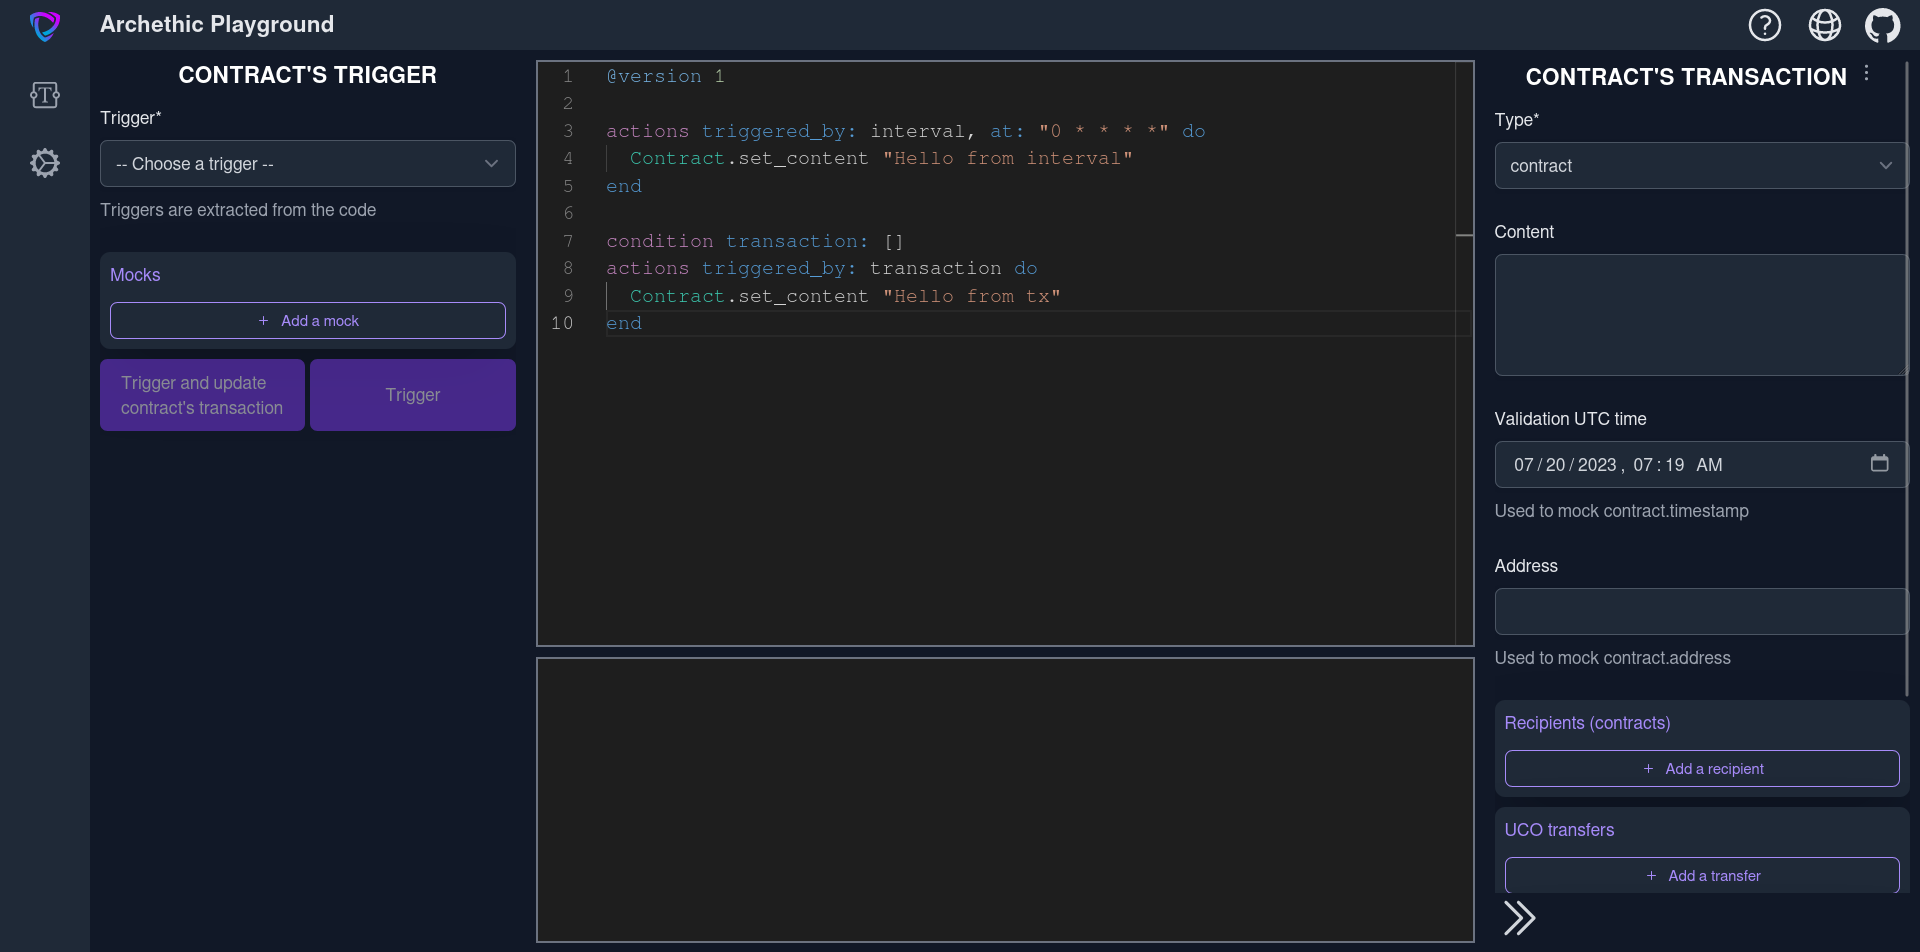 Archethic Playground
CONTRACT'S TRIGGER
Trigger*
-- Choose a trigger --
Triggers are extracted from the code
Mocks
+ Add a mock
Trigger and update
contract's transaction
Trigger
1 @version 1
2
3 actions triggered_by: interval, at: "0 * * * *" do
4 Contract.set_content "Hello from interval"
5 end
6
7 condition transaction: []
8 actions triggered_by: transaction do
9 Contract.set_content "Hello from tx"
10 end
CONTRACT'S TRANSACTION
Type*
contract
Content
Validation UTC time
07/20/2023, 07:19 AM
Used to mock contract.timestamp
Address
Used to mock contract.address
Recipients (contracts)
+ Add a recipient
UCO transfers
+ Add a transfer